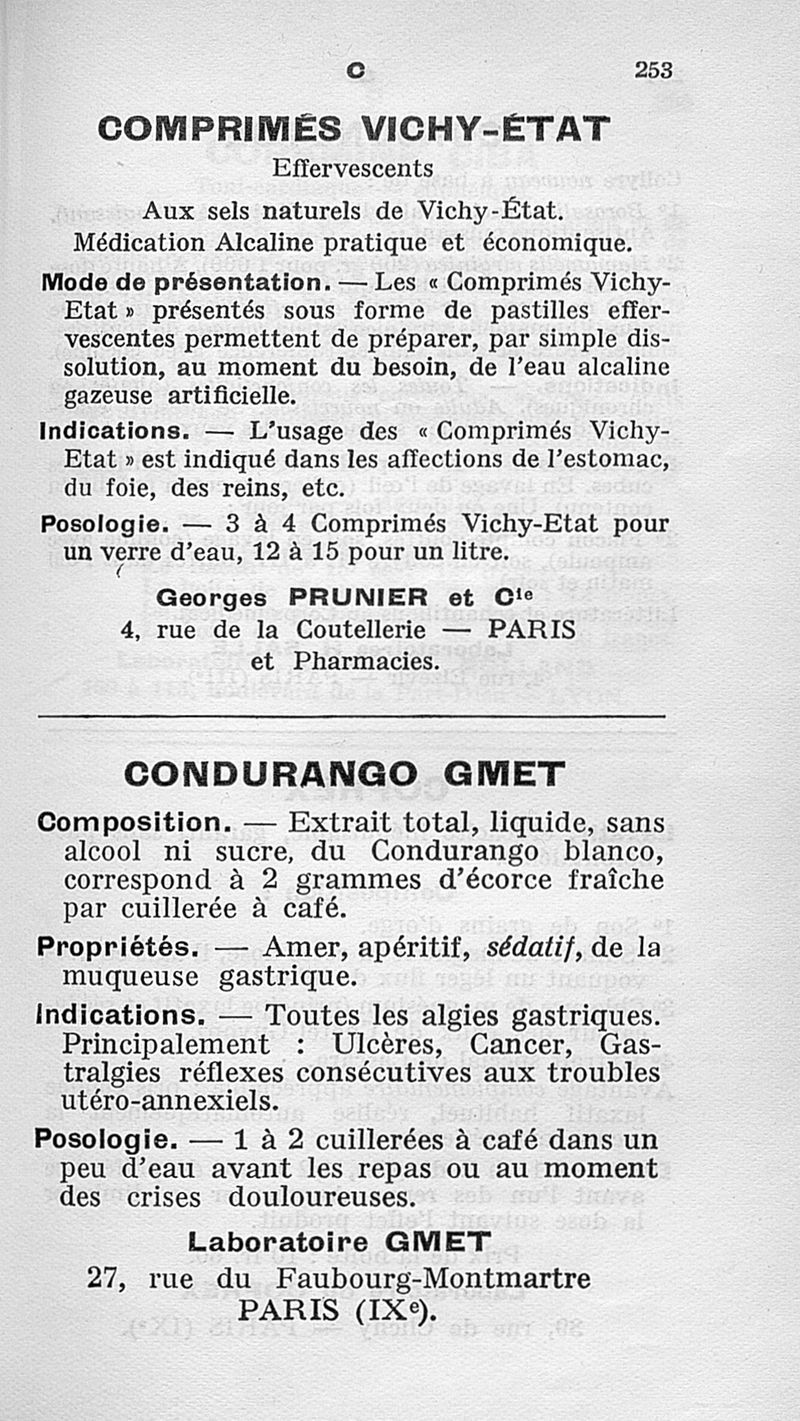 C 253
COMPRIMÉS VICHY-ÉTAT
Effervescents
Aux sels naturels de Vichy-État.
Médication Alcaline pratique et économique.
Mode de présentation. — Les « Comprimés Vichy-
Etat » présentés sous forme de pastilles effer-
vescentes permettent de préparer, par simple dis-
solution, au moment du besoin, de l'eau alcaline
gazeuse artificielle.
Indications. — L'usage des « Comprimés Vichy-
Etat » est indiqué dans les affections de l'estomac,
du foie, des reins, etc.
Posologie. — 3 à 4 Comprimés Vichy-Etat pour
un verre d'eau, 12 à 15 pour un litre.
Georges PRUNIER et Cie
4, rue de la Coutellerie — PARIS
et Pharmacies.
CONDURANGO GMET
Composition. — Extrait total, liquide, sans
alcool ni sucre, du Condurango blanco,
correspond à 2 grammes d'écorce fraîche
par cuillerée à café.
Propriétés. — Amer, apéritif, sédatif, de la
muqueuse gastrique.
Indications. — Toutes les algies gastriques.
Principalement : Ulcères, Cancer, Gas-
tralgies réflexes consécutives aux troubles
utéro-annexiels.
Posologie. — 1 à 2 cuillerées à café dans un
peu d'eau avant les repas ou au moment
des crises douloureuses.
Laboratoire GMET
27, rue du Faubourg-Montmartre
PARIS (IXe).